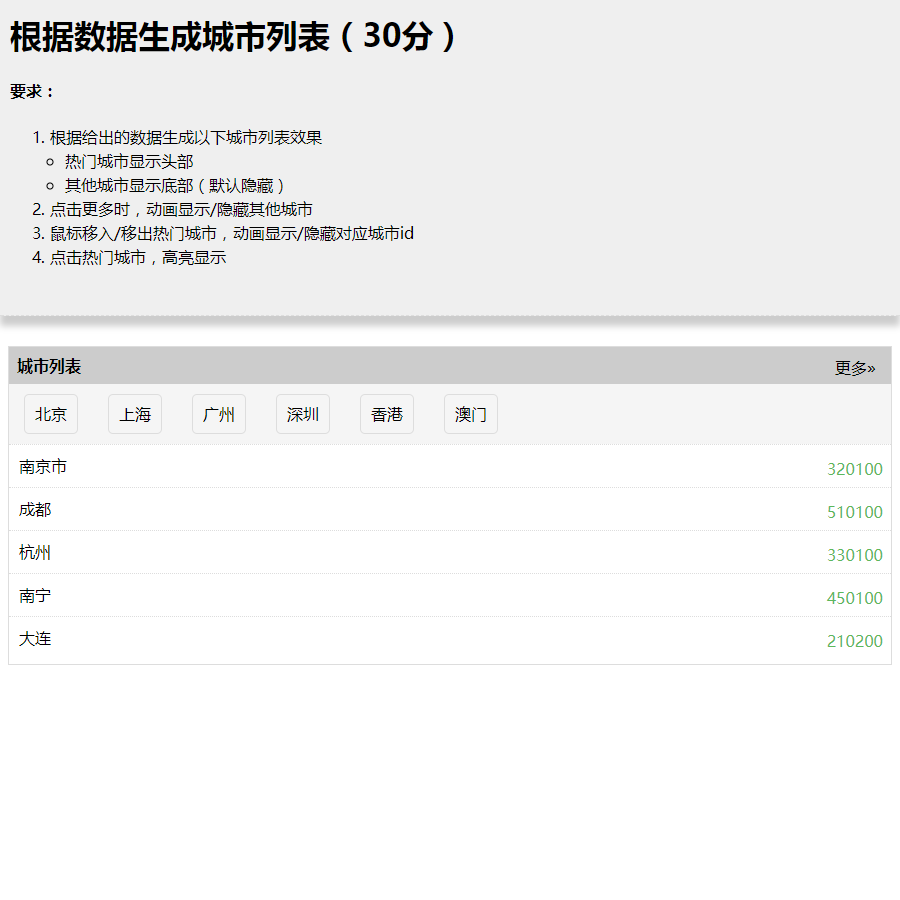 根据数据生成城市列表（30分）
要求：
1. 根据给出的数据生成以下城市列表效果
热门城市显示头部
其他城市显示底部（默认隐藏）
2. 点击更多时，动画显示/隐藏其他城市
3. 鼠标移入/移出热门城市，动画显示/隐藏对应城市id
4. 点击热门城市，高亮显示
城市列表 更多»
北京 上海 广州 深圳 香港 澳门
南京市 320100
成都 510100
杭州 330100
南宁 450100
大连 210200